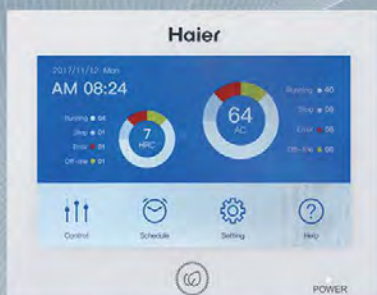 Haier
2017/11/12 Mon
AM 08:24
Running 04
Stop 01
Error 01
Off-line 01
7
HRC
64
AC
Running 40
Stop 08
Error 08
Off-line 08
Control
Schedule
Setting
Help
POWER